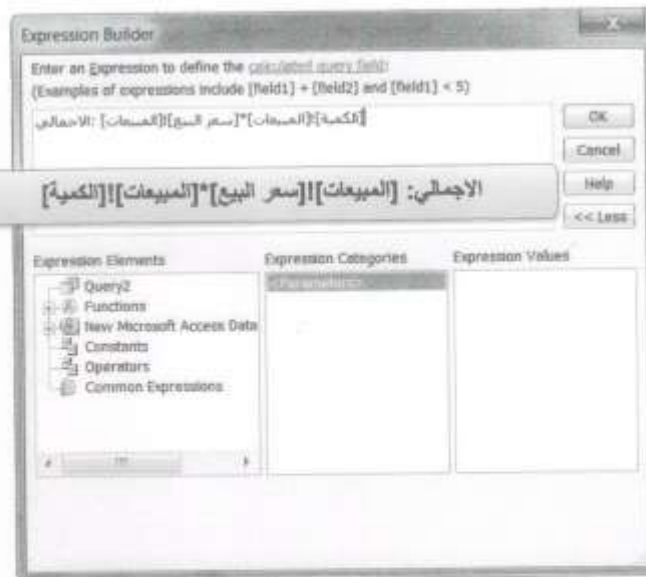 Expression Builder
Enter an Expression to define the calculated query field:
(Examples of expressions include [field1] + [field2] and [field1] < 5)
الاجمالي: [المبيعات]![سعر البيع]*[المبيعات]![الكمية]
OK
Cancel
Help
<< Less
الاجمالي: [المبيعات]![سعر البيع]*[المبيعات]![الكمية]
Expression Elements
Query2
Functions
New Microsoft Access Data
Constants
Operators
Common Expressions
Expression Categories
<Parameters>
Expression Values